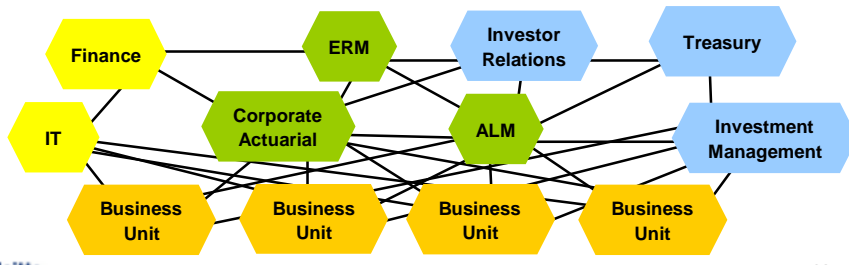 Finance
ERM
Investor
Relations
Treasury
IT
Corporate
Actuarial
ALM
Investment
Management
Business
Unit
Business
Unit
Business
Unit
Business
Unit